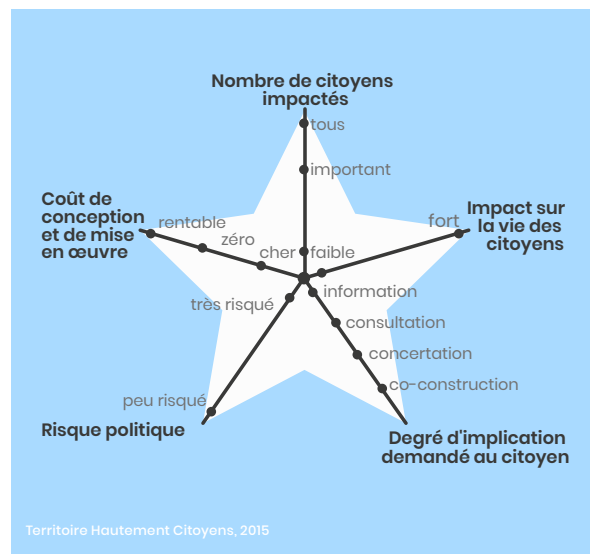 Nombre de citoyens
impactés
tous
important
Coût de
conception
et de mise
en œuvre
rentable
zéro
cher
faible
fort
Impact sur
la vie des
citoyens
très risqué
information
consultation
concertation
co-construction
peu risqué
Risque politique
Degré d'implication
demandé au citoyen
Territoire Hautement Citoyens, 2015